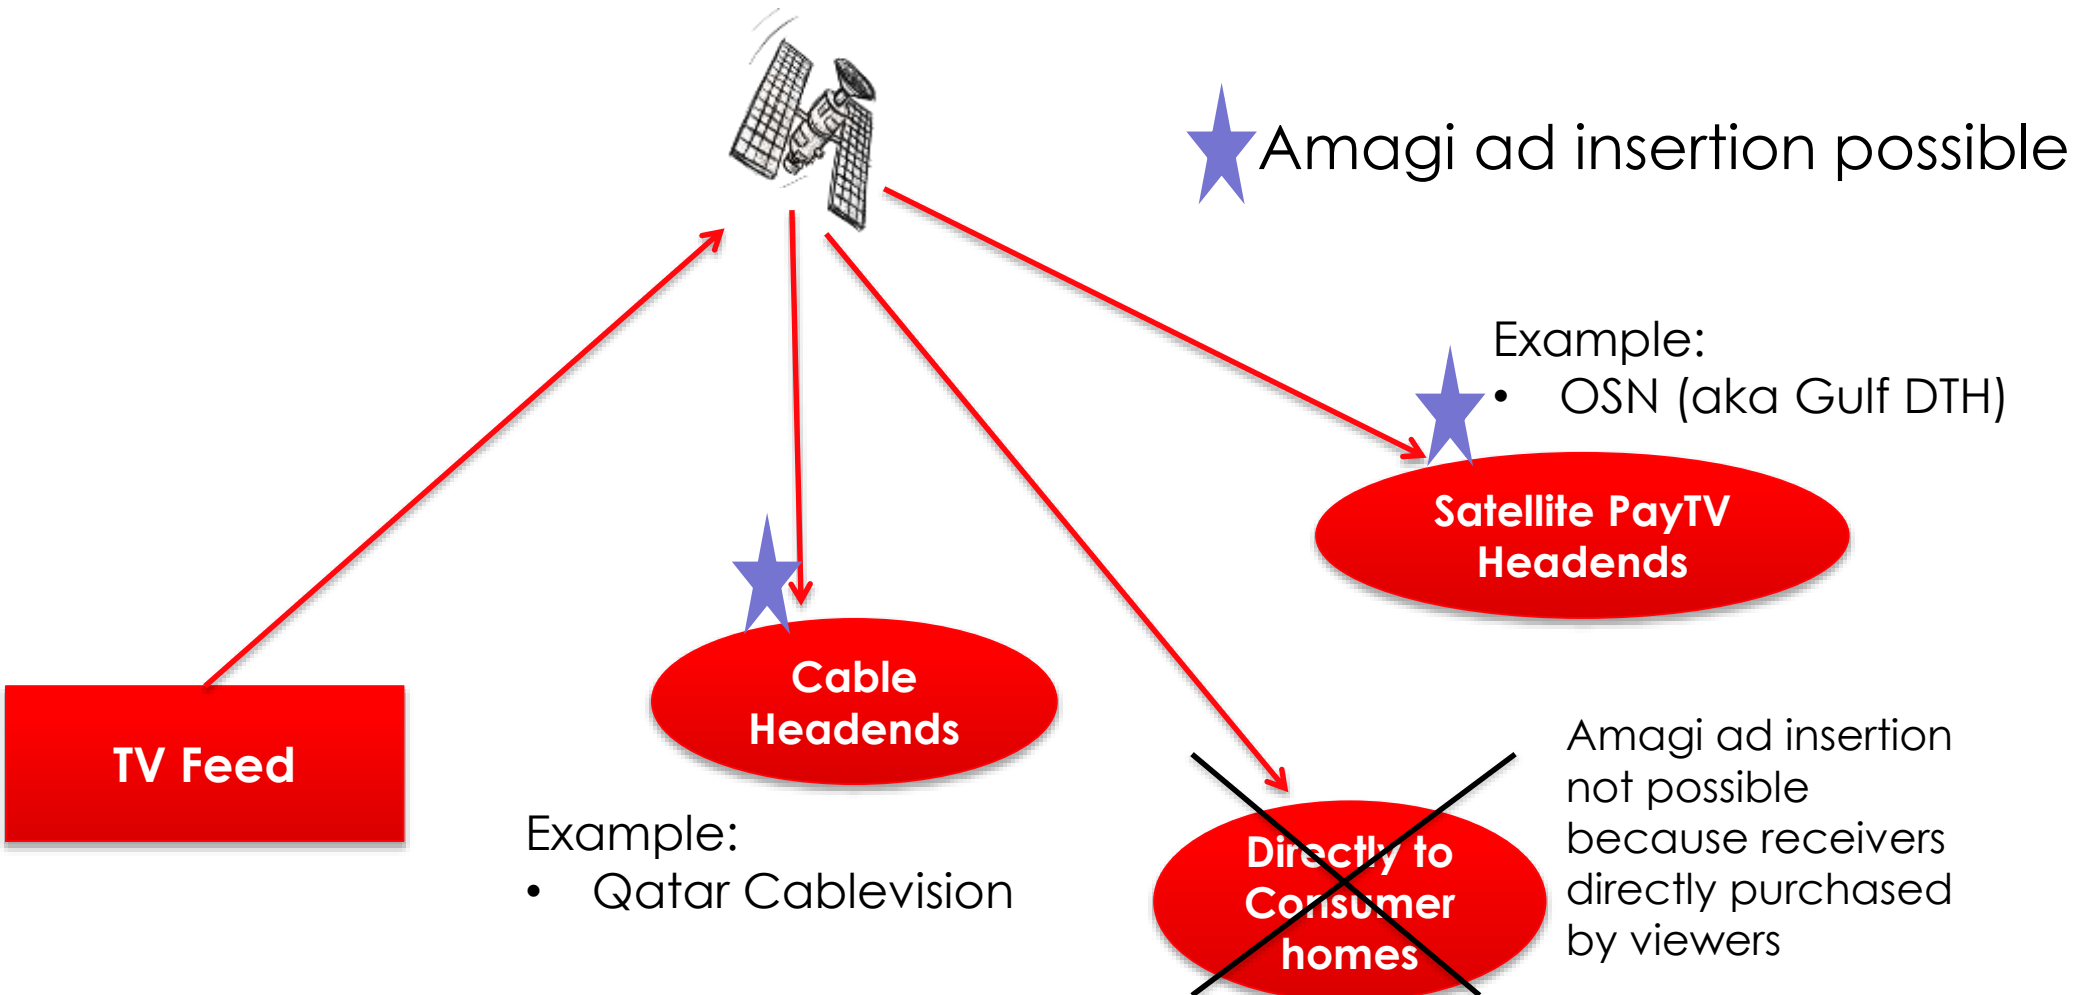 Amagi ad insertion possible
Example:
• OSN (aka Gulf DTH)
Satellite PayTV
Headends
Cable
Headends
TV Feed
Example:
• Qatar Cablevision
Directly to
Consumer
homes
Amagi ad insertion
not possible
because receivers
directly purchased
by viewers